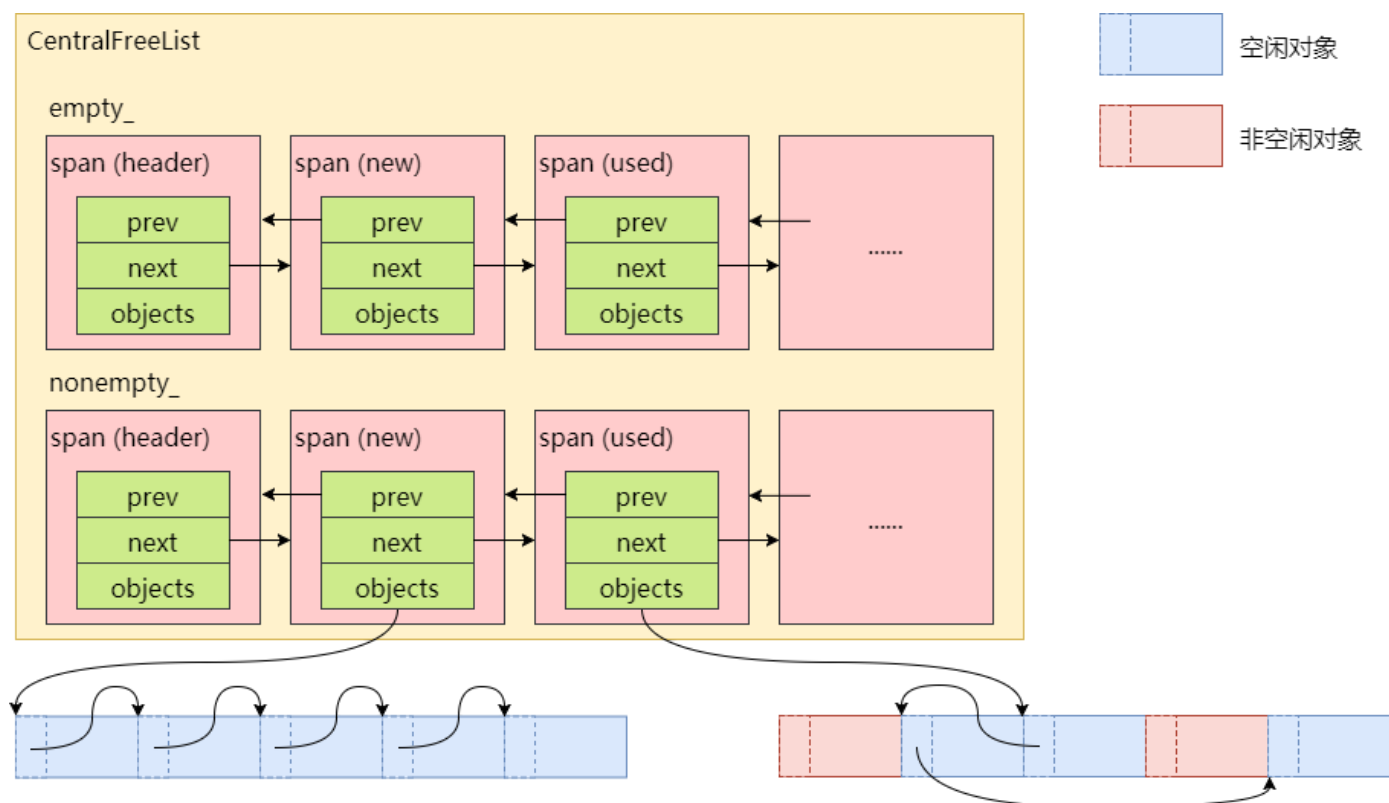 CentralFreeList
空闲对象
非空闲对象
empty_
span (header)
prev
next
objects
span (new)
prev
next
objects
span (used)
prev
next
objects
......
nonempty_
span (header)
prev
next
objects
span (new)
prev
next
objects
span (used)
prev
next
objects
......